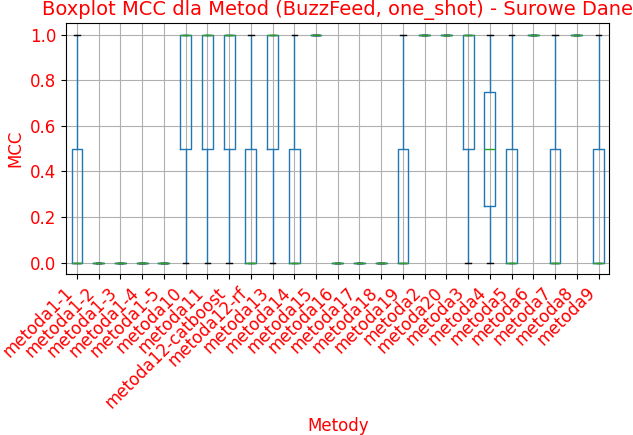 Boxplot MCC dla Metod (BuzzFeed, one_shot) - Surowe Dane
1.0
0.8
0.6
0.4
0.2
0.0
MCC
metoda1-1
metoda1-2
metoda1-3
metoda1-4
metoda1-5
metoda10
metoda11
metoda12-catboost
metoda12-rf
metoda13
metoda14
metoda15
metoda16
metoda17
metoda18
metoda19
metoda2
metoda20
metoda3
metoda4
metoda5
metoda6
metoda7
metoda8
metoda9
Metody